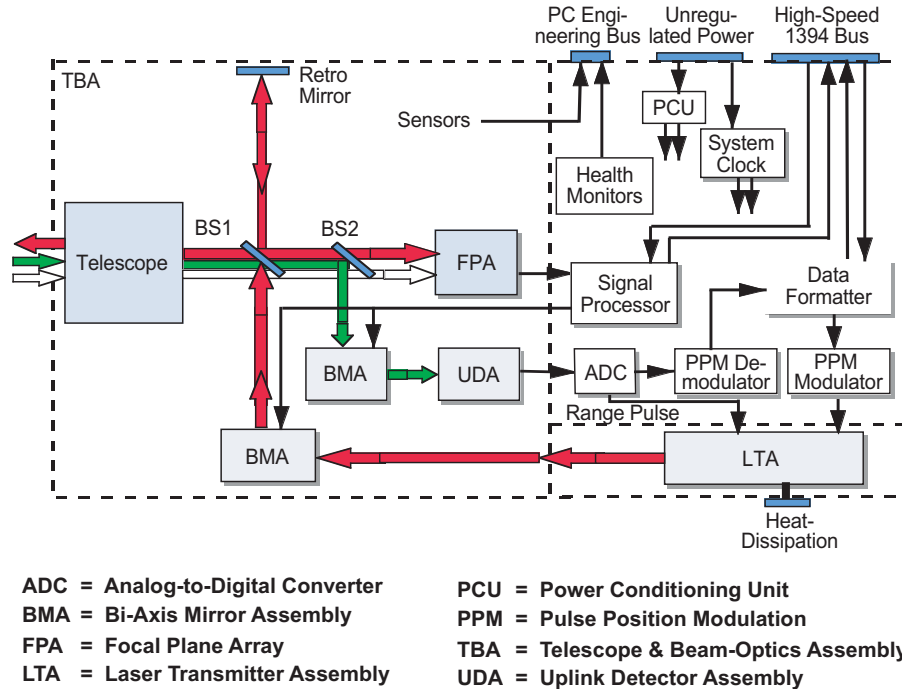 PC Engi-
neering Bus
Unregu-
lated Power
High-Speed
1394 Bus
TBA
Retro
Mirror
Sensors
PCU
System
Clock
Health
Monitors
BS1
BS2
Telescope
FPA
Signal
Processor
Data
Formatter
BMA
UDA
ADC
PPM De-
modulator
PPM
Modulator
Range Pulse
BMA
LTA
Heat-
Dissipation
ADC = Analog-to-Digital Converter
BMA = Bi-Axis Mirror Assembly
FPA = Focal Plane Array
LTA = Laser Transmitter Assembly
PCU = Power Conditioning Unit
PPM = Pulse Position Modulation
TBA = Telescope & Beam-Optics Assembly
UDA = Uplink Detector Assembly